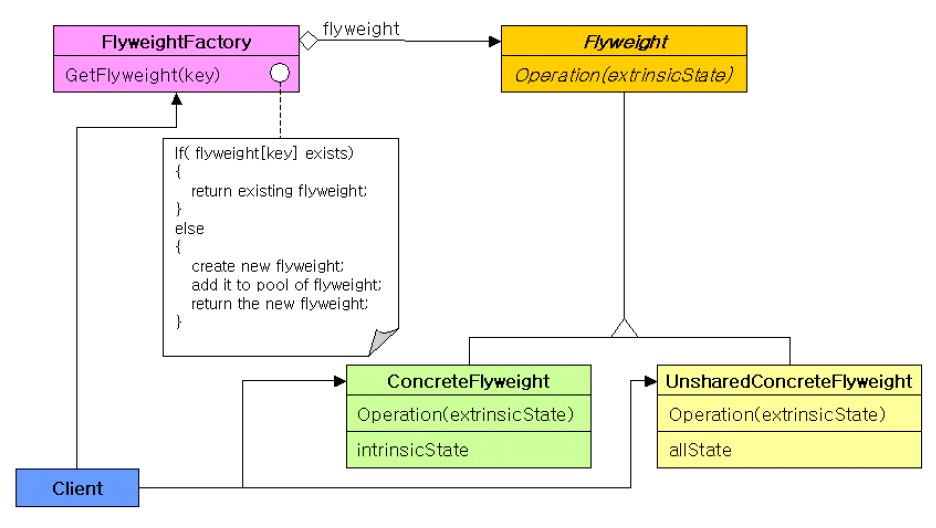 FlyweightFactory
GetFlyweight(key)
flyweight
Flyweight
Operation(extrinsicState)
If( flyweight[key] exists)
{
return existing flyweight;
}
else
{
create new flyweight;
add it to pool of flyweight;
return the new flyweight;
}
ConcreteFlyweight
Operation(extrinsicState)
intrinsicState
UnsharedConcreteFlyweight
Operation(extrinsicState)
allState
Client